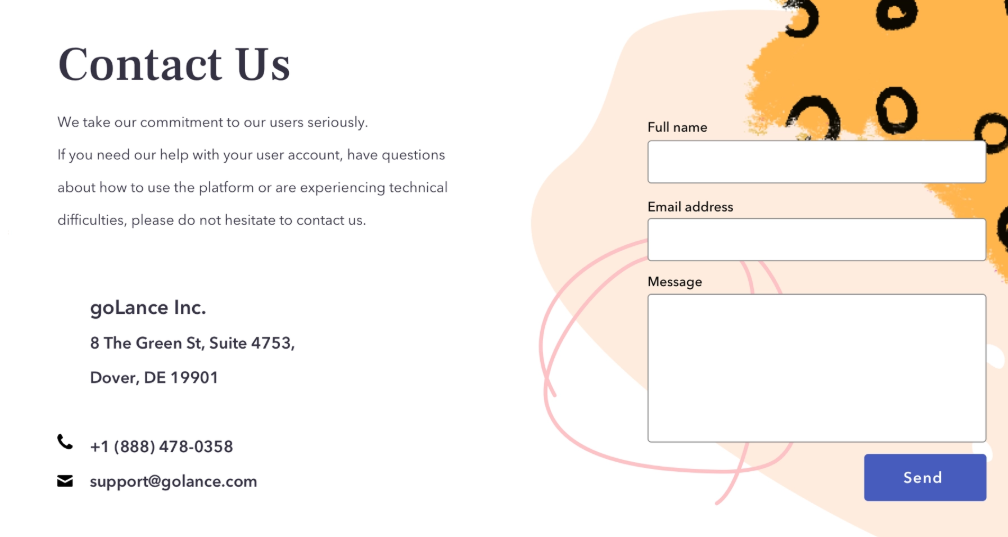 Contact Us
We take our commitment to our users seriously.
If you need our help with your user account, have questions
about how to use the platform or are experiencing technical
difficulties, please do not hesitate to contact us.
goLance Inc.
8 The Green St, Suite 4753,
Dover, DE 19901
+1 (888) 478-0358
support@golance.com
Full name
Email address
Message
Send